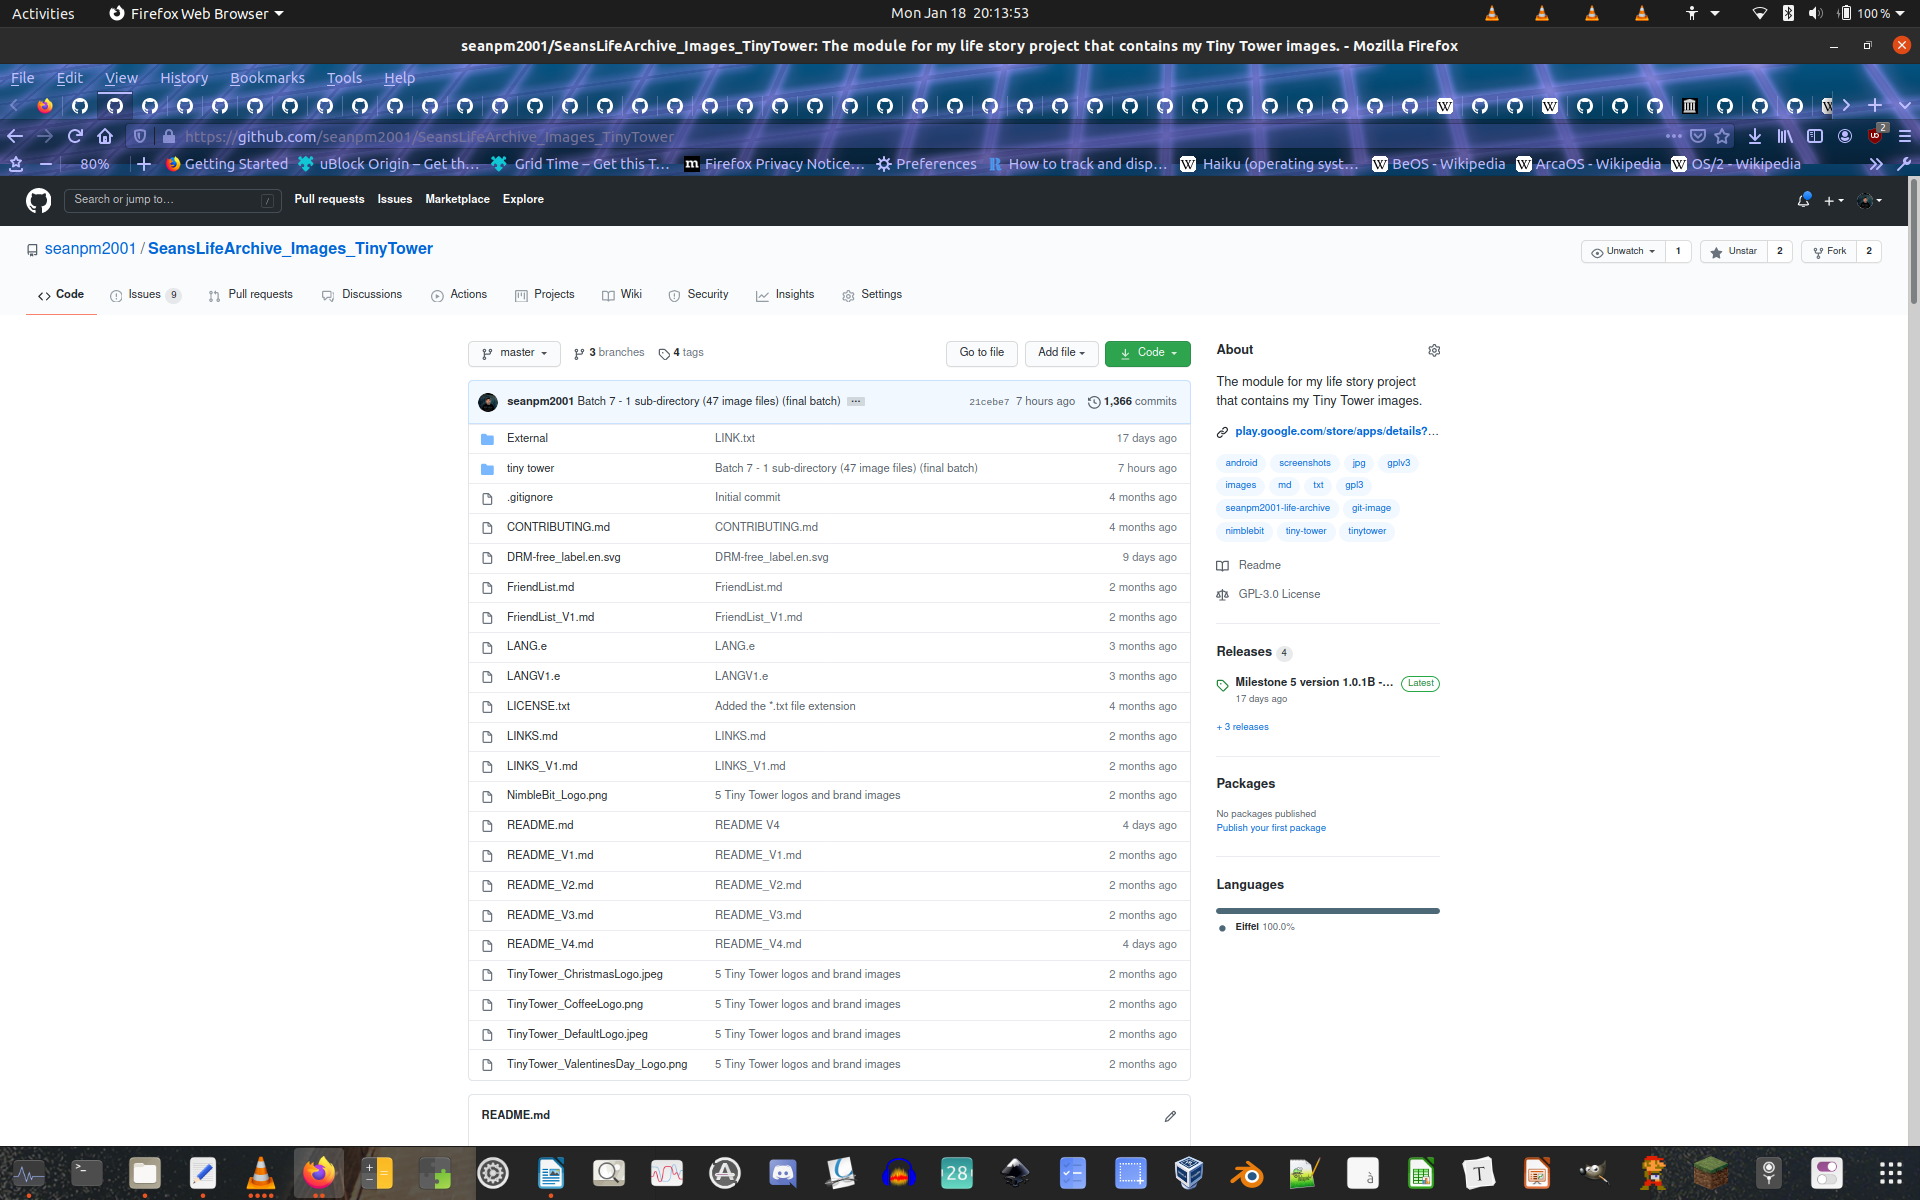 Activities
Firefox Web Browser
Mon Jan 18 20:13:53
100 %
seanpm2001/SeansLifeArchive_Images_TinyTower: The module for my life story project that contains my Tiny Tower images. - Mozilla Firefox
File Edit View History Bookmarks Tools Help
https://github.com/seanpm2001/SeansLifeArchive_Images_TinyTower
2
80%
Getting Started
uBlock Origin – Get th…
Grid Time – Get this T…
Firefox Privacy Notice…
Preferences
How to track and disp…
Haiku (operating syst…
BeOS - Wikipedia
ArcaOS - Wikipedia
OS/2 - Wikipedia
Search or jump to…
/
Pull requests Issues Marketplace Explore
seanpm2001 / SeansLifeArchive_Images_TinyTower
Unwatch 1
Unstar 2
Fork 2
Code
Issues 9
Pull requests
Discussions
Actions
Projects
Wiki
Security
Insights
Settings
master
3 branches
4 tags
Go to file
Add file
Code
seanpm2001 Batch 7 - 1 sub-directory (47 image files) (final batch) ...
21cebe7 7 hours ago
1,366 commits
External LINK.txt 17 days ago
tiny tower Batch 7 - 1 sub-directory (47 image files) (final batch) 7 hours ago
.gitignore Initial commit 4 months ago
CONTRIBUTING.md CONTRIBUTING.md 4 months ago
DRM-free_label.en.svg DRM-free_label.en.svg 9 days ago
FriendList.md FriendList.md 2 months ago
FriendList_V1.md FriendList_V1.md 2 months ago
LANG.e LANG.e 3 months ago
LANGV1.e LANGV1.e 3 months ago
LICENSE.txt Added the *.txt file extension 4 months ago
LINKS.md LINKS.md 2 months ago
LINKS_V1.md LINKS_V1.md 2 months ago
NimbleBit_Logo.png 5 Tiny Tower logos and brand images 2 months ago
README.md README V4 4 days ago
README_V1.md README_V1.md 2 months ago
README_V2.md README_V2.md 2 months ago
README_V3.md README_V3.md 2 months ago
README_V4.md README_V4.md 4 days ago
TinyTower_ChristmasLogo.jpeg 5 Tiny Tower logos and brand images 2 months ago
TinyTower_CoffeeLogo.png 5 Tiny Tower logos and brand images 2 months ago
TinyTower_DefaultLogo.jpeg 5 Tiny Tower logos and brand images 2 months ago
TinyTower_ValentinesDay_Logo.png 5 Tiny Tower logos and brand images 2 months ago
README.md
About
The module for my life story project
that contains my Tiny Tower images.
play.google.com/store/apps/details?…
android screenshots jpg gplv3
images md txt gpl3
seanpm2001-life-archive git-image
nimblebit tiny-tower tinytower
Readme
GPL-3.0 License
Releases 4
Milestone 5 version 1.0.1B -… Latest
17 days ago
+ 3 releases
Packages
No packages published
Publish your first package
Languages
Eiffel 100.0%
28